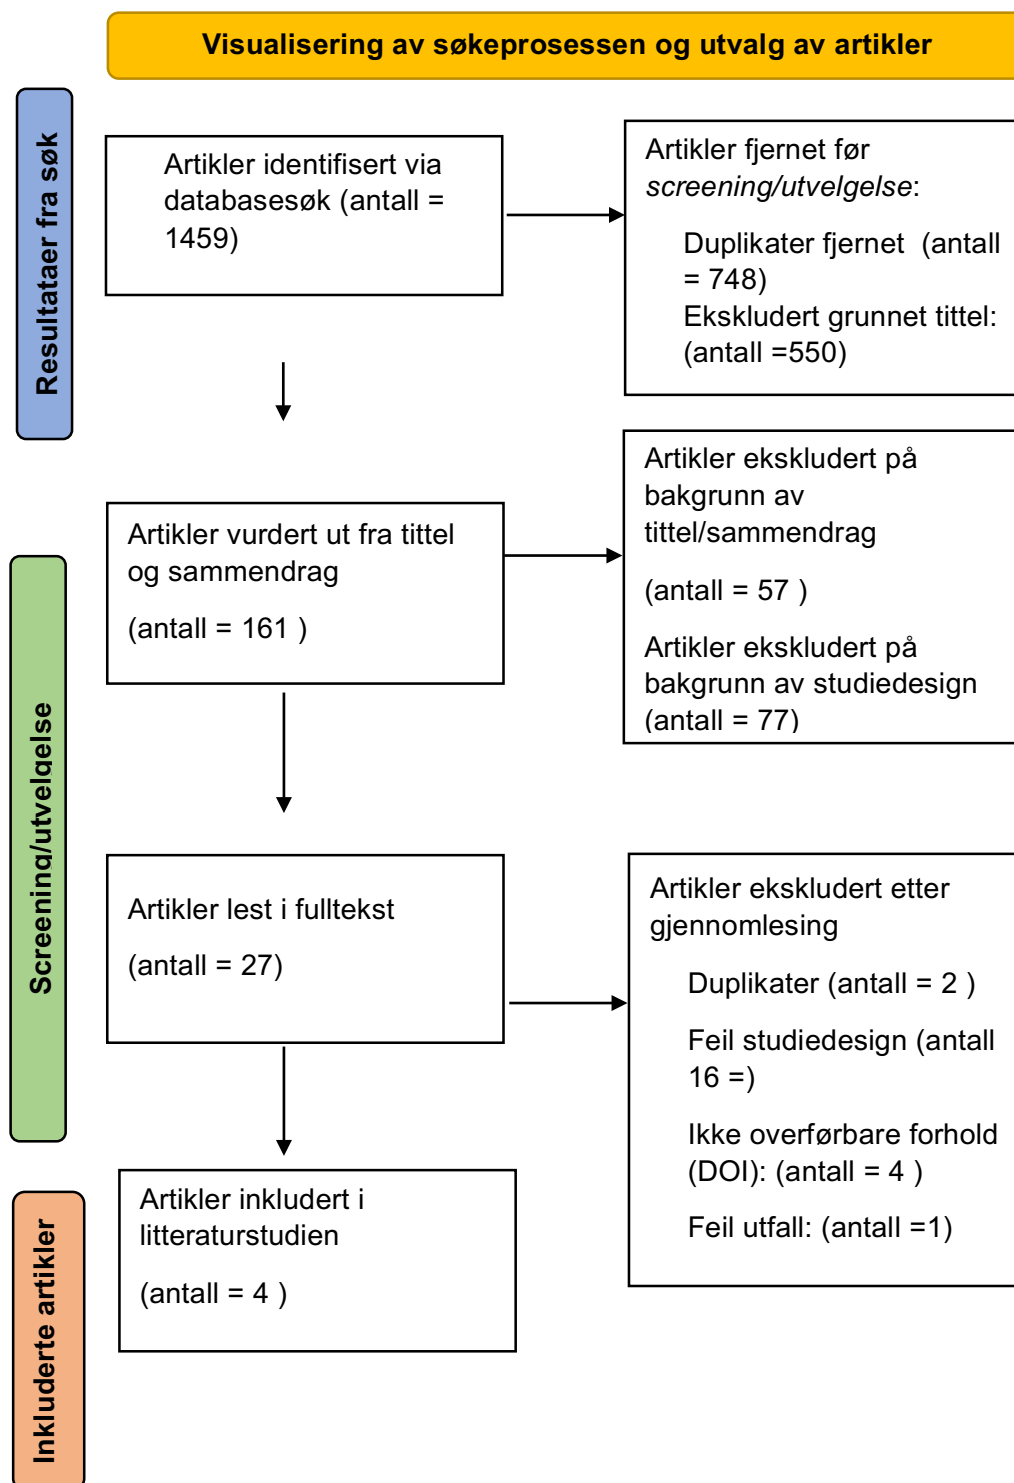 Visualisering av søkeprosessen og utvalg av artikler
Resultataer fra søk
Artikler identifisert via
databasesøk (antall =
1459)
Artikler fjernet før
screening/utvelgelse:
Duplikater fjernet (antall
= 748)
Ekskludert grunnet tittel:
(antall =550)
Screening/utvelgelse
Artikler vurdert ut fra tittel
og sammendrag
(antall = 161 )
Artikler ekskludert på
bakgrunn av
tittel/sammendrag
(antall = 57 )
Artikler ekskludert på
bakgrunn av studiedesign
(antall = 77)
Artikler lest i fulltekst
(antall = 27)
Artikler ekskludert etter
gjennomlesing
Duplikater (antall = 2 )
Feil studiedesign (antall
16 =)
Ikke overførbare forhold
(DOI): (antall = 4 )
Feil utfall: (antall =1)
Inkluderte artikler
Artikler inkludert i
litteraturstudien
(antall = 4 )